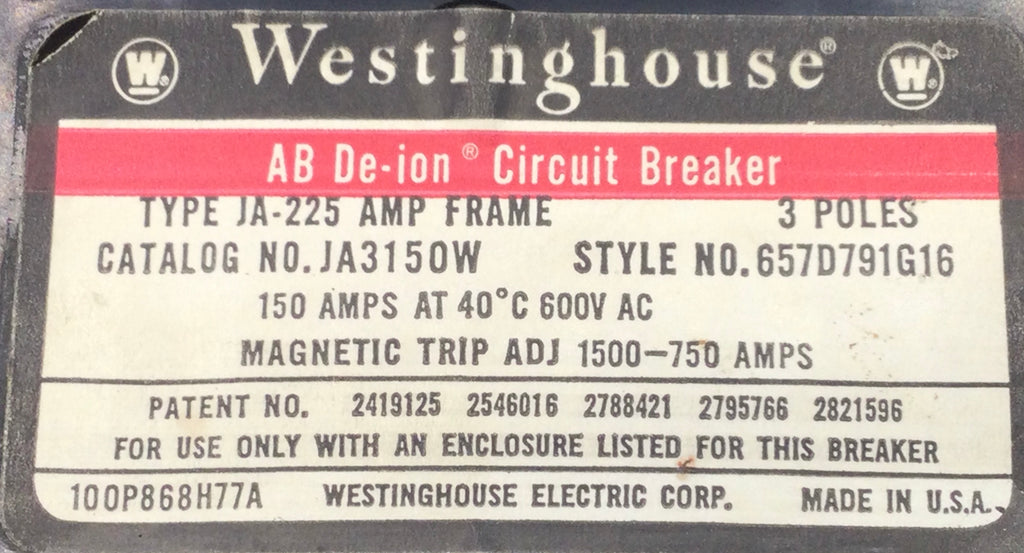 W® Westinghouse® W®
AB De-ion® Circuit Breaker
TYPE JA-225 AMP FRAME 3 POLES
CATALOG NO. JA3150W STYLE NO. 657D791G16
150 AMPS AT 40°C 600V AC
MAGNETIC TRIP ADJ 1500-750 AMPS
PATENT NO. 2419125 2546016 2788421 2795766 2821596
FOR USE ONLY WITH AN ENCLOSURE LISTED FOR THIS BREAKER
100P868H77A WESTINGHOUSE ELECTRIC CORP. MADE IN U.S.A.